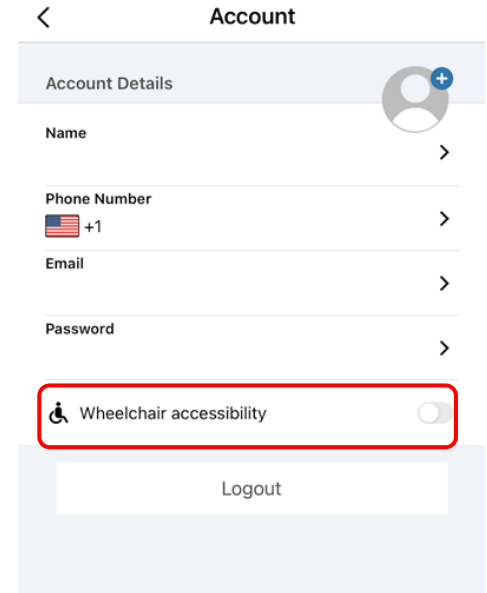 Account
Account Details
Name
Phone Number
+1
Email
Password
Wheelchair accessibility
Logout